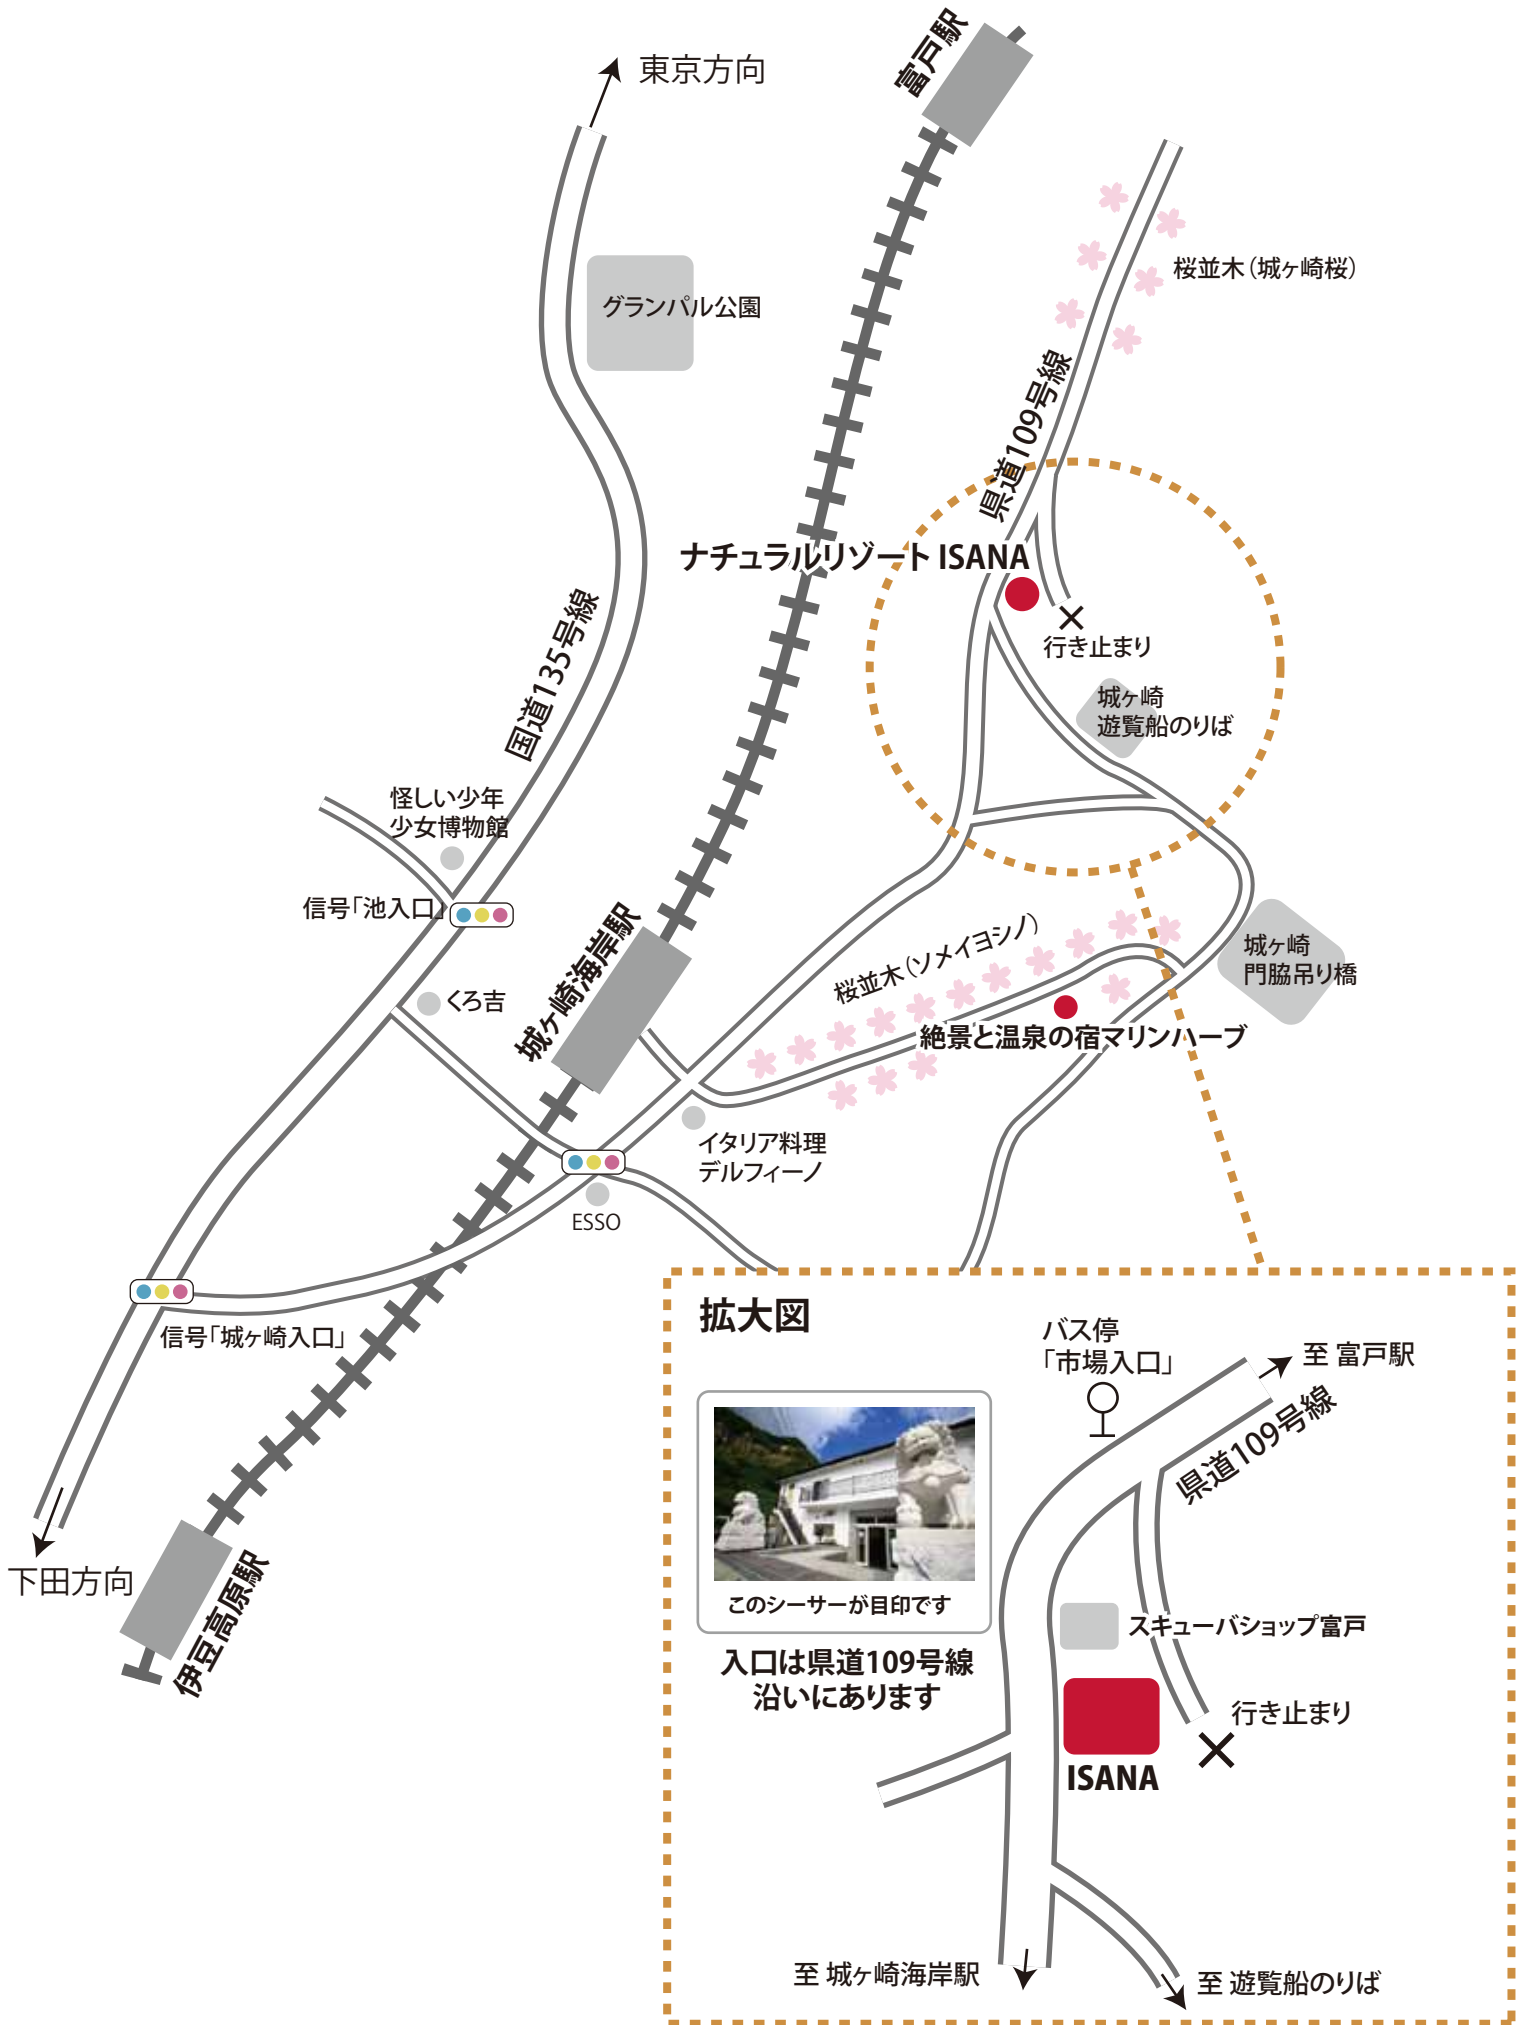 富戸駅
東京方向
桜並木（城ヶ崎桜）
グランパル公園
県道109号線
ナチュラルリゾート ISANA
行き止まり
城ヶ崎
遊覧船のりば
国道135号線
怪しい少年
少女博物館
信号「池入口」
城ヶ崎海岸駅
桜並木（ソメイヨシノ）
城ヶ崎
門脇吊り橋
くろ吉
絶景と温泉の宿マリンハーブ
イタリア料理
デルフィーノ
ESSO
信号「城ヶ崎入口」
下田方向
伊豆高原駅
拡大図
バス停
「市場入口」
至 富戸駅
県道109号線
このシーサーが目印です
入口は県道109号線
沿いにあります
スキューバショップ富戸
行き止まり
ISANA
至 城ヶ崎海岸駅
至 遊覧船のりば